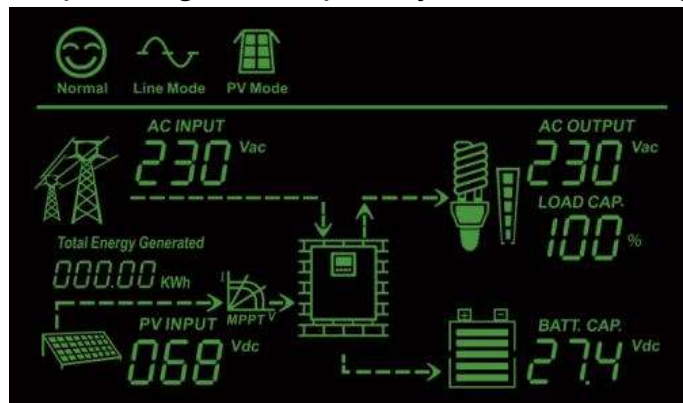 Normal Line Mode PV Mode
AC INPUT
230 Vac
AC OUTPUT
230 Vac
LOAD CAP.
100 %
Total Energy Generated
000.00 KWh
I
MPPT V
PV INPUT
068 Vdc
+ -
BATT. CAP.
27.4 Vdc